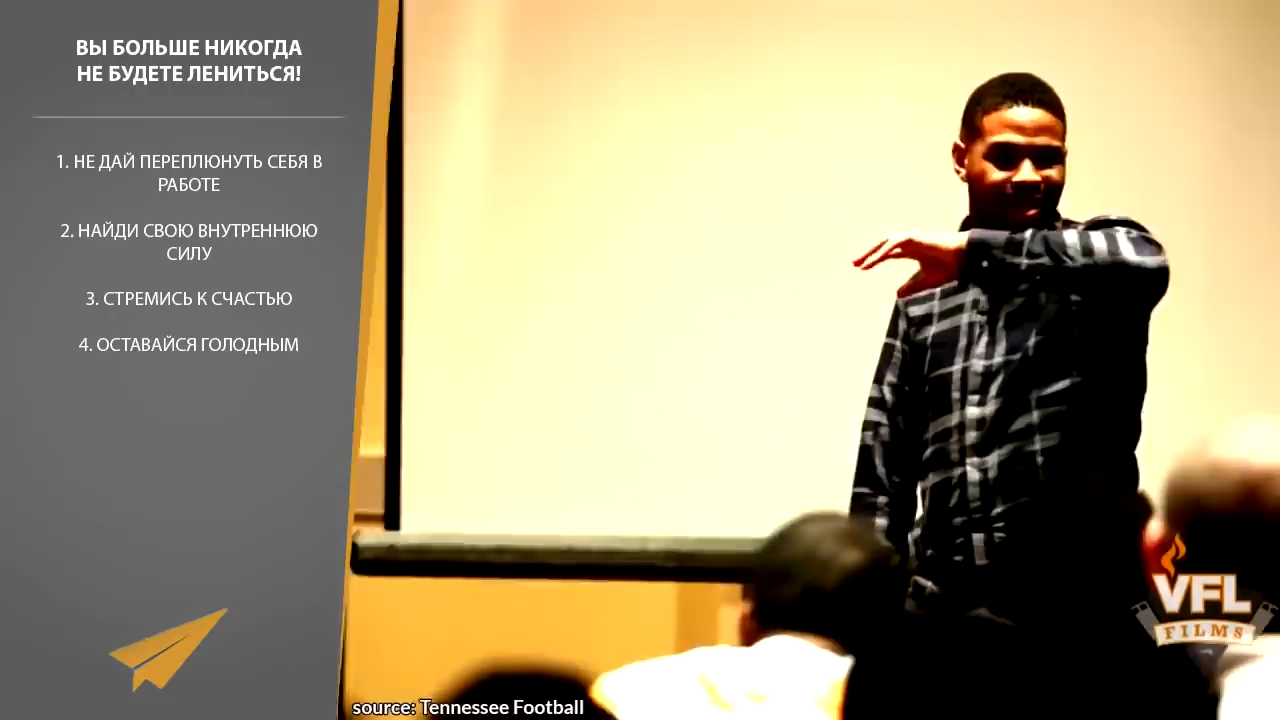 ВЫ БОЛЬШЕ НИКОГДА
НЕ БУДЕТЕ ЛЕНИТЬСЯ!
1. НЕ ДАЙ ПЕРЕПЛЮНУТЬ СЕБЯ В
РАБОТЕ
2. НАЙДИ СВОЮ ВНУТРЕННЮЮ
СИЛУ
3. СТРЕМИСЬ К СЧАСТЬЮ
4. ОСТАВАЙСЯ ГОЛОДНЫМ
VFL
FILMS
source: Tennessee Football